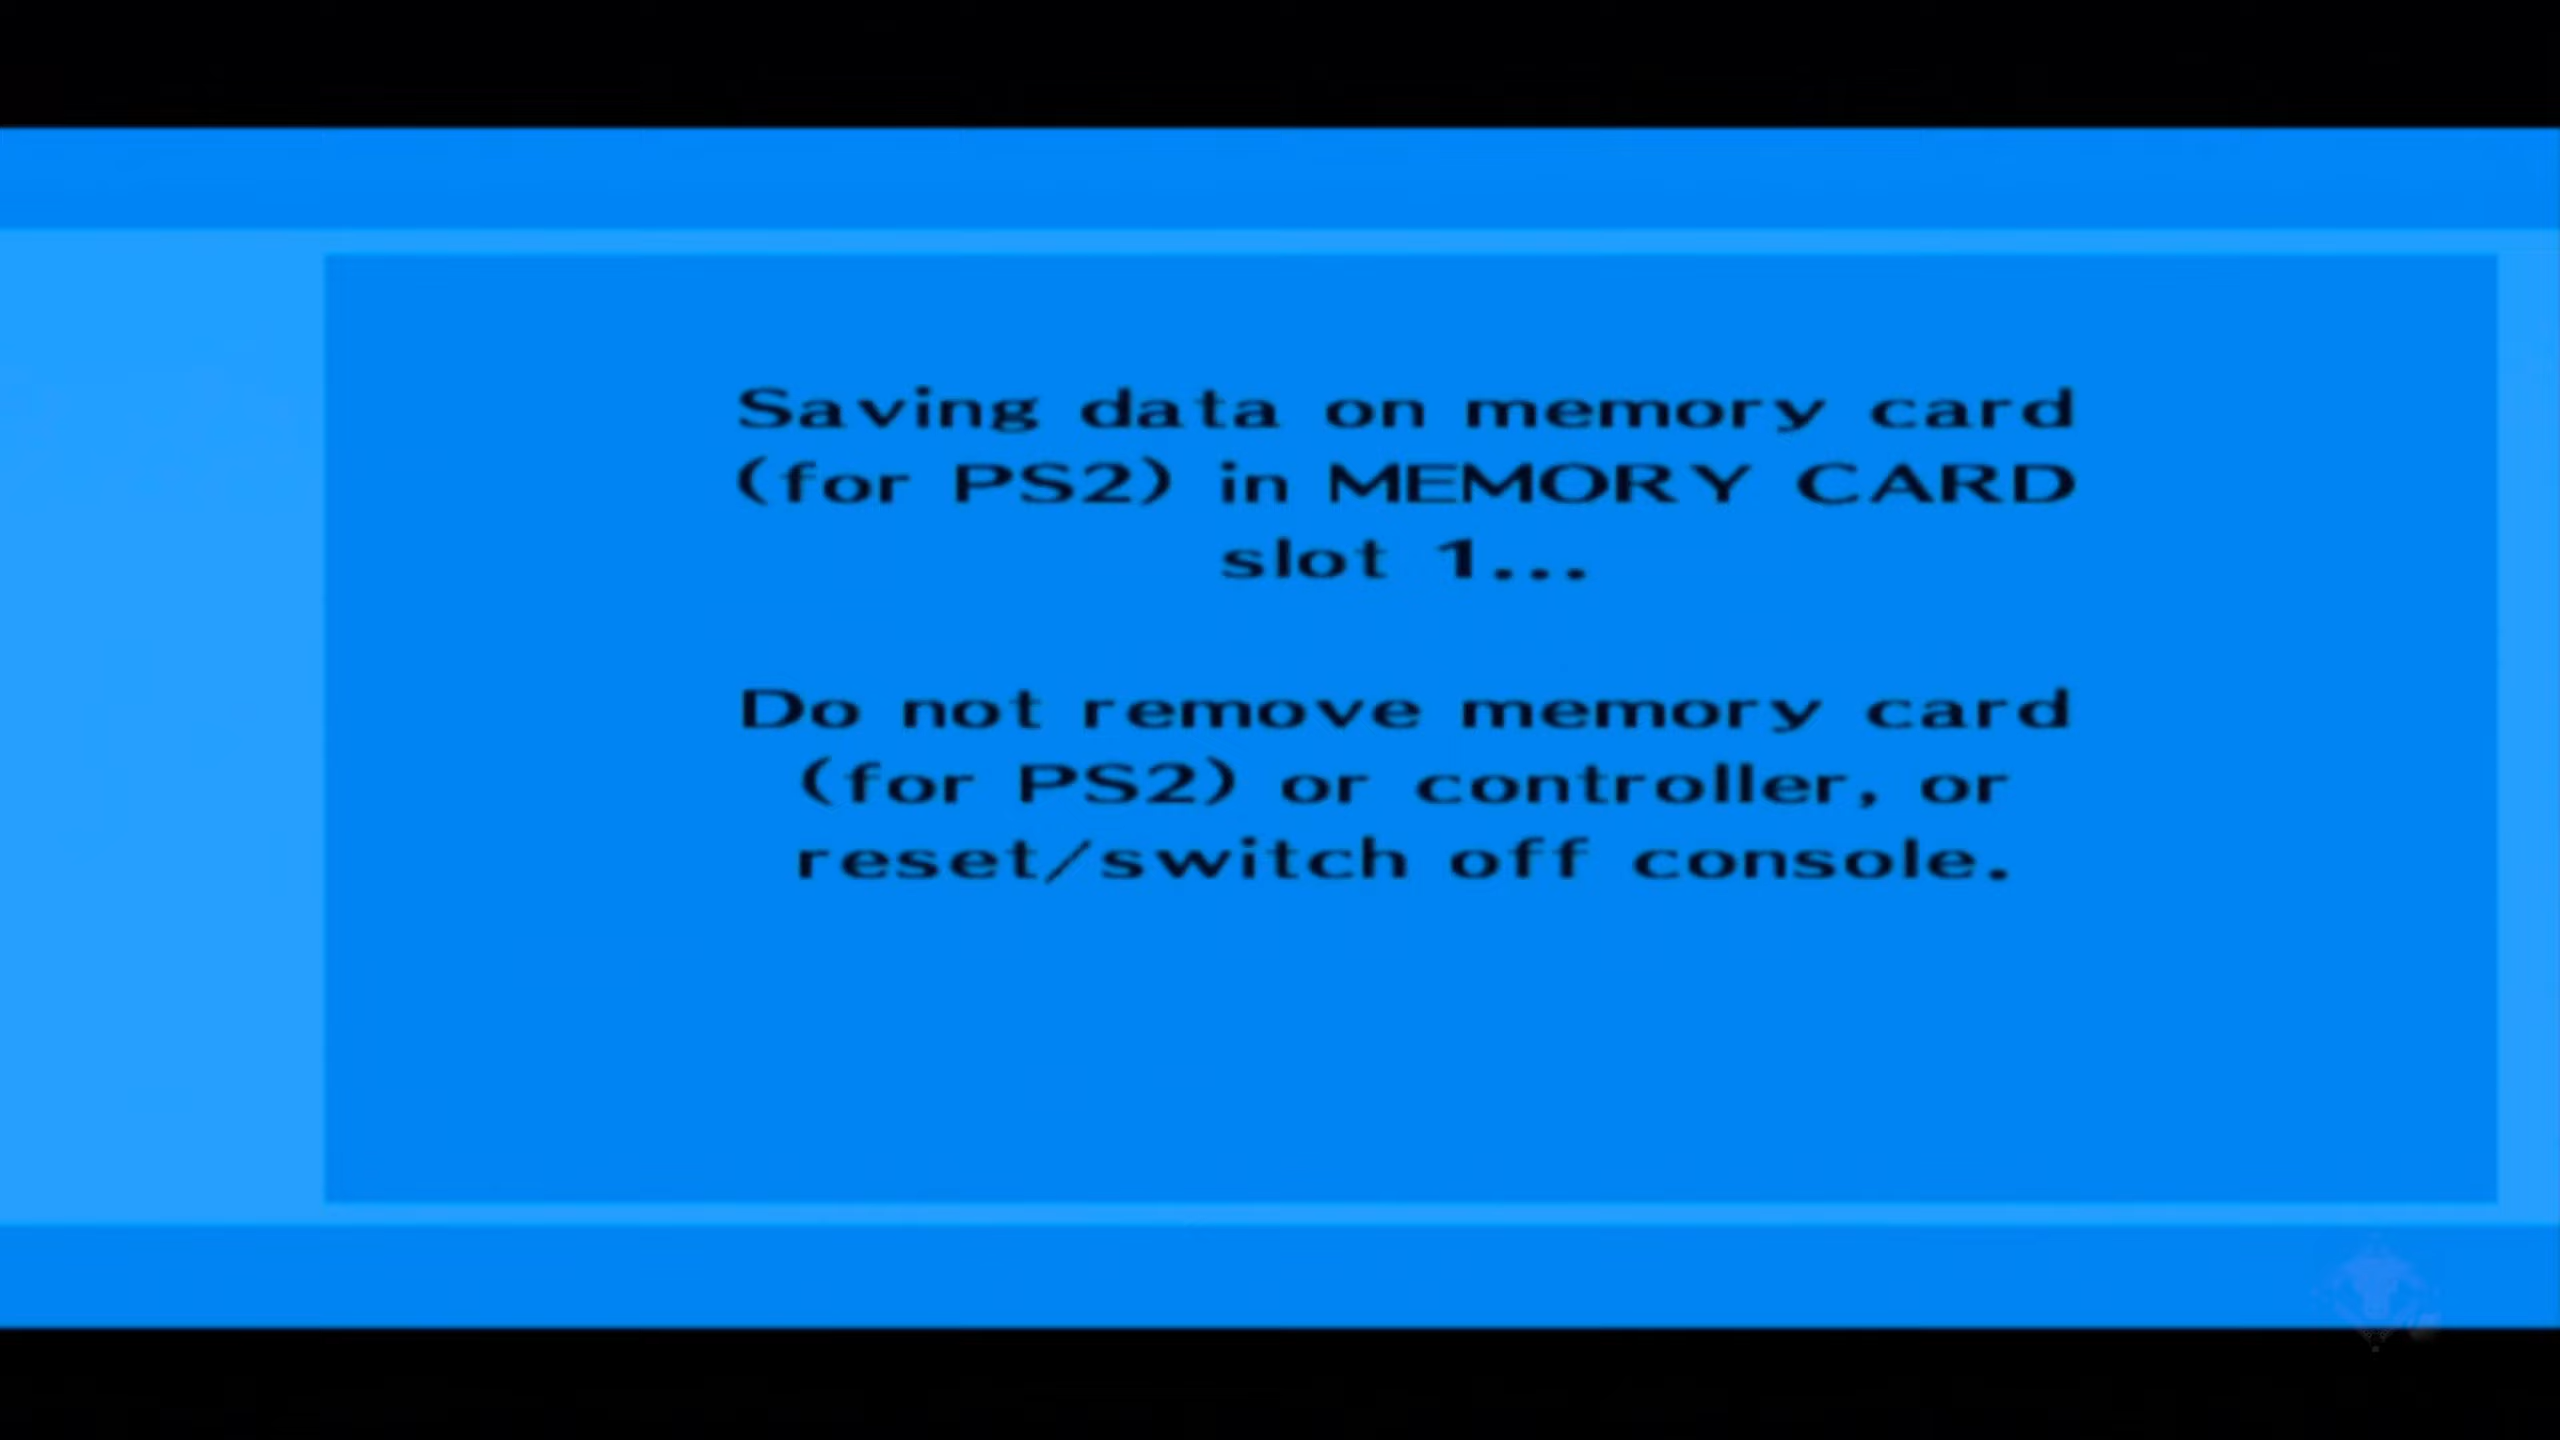 Saving data on memory card
(for PS2) in MEMORY CARD
slot 1...
Do not remove memory card
(for PS2) or controller, or
reset/switch off console.